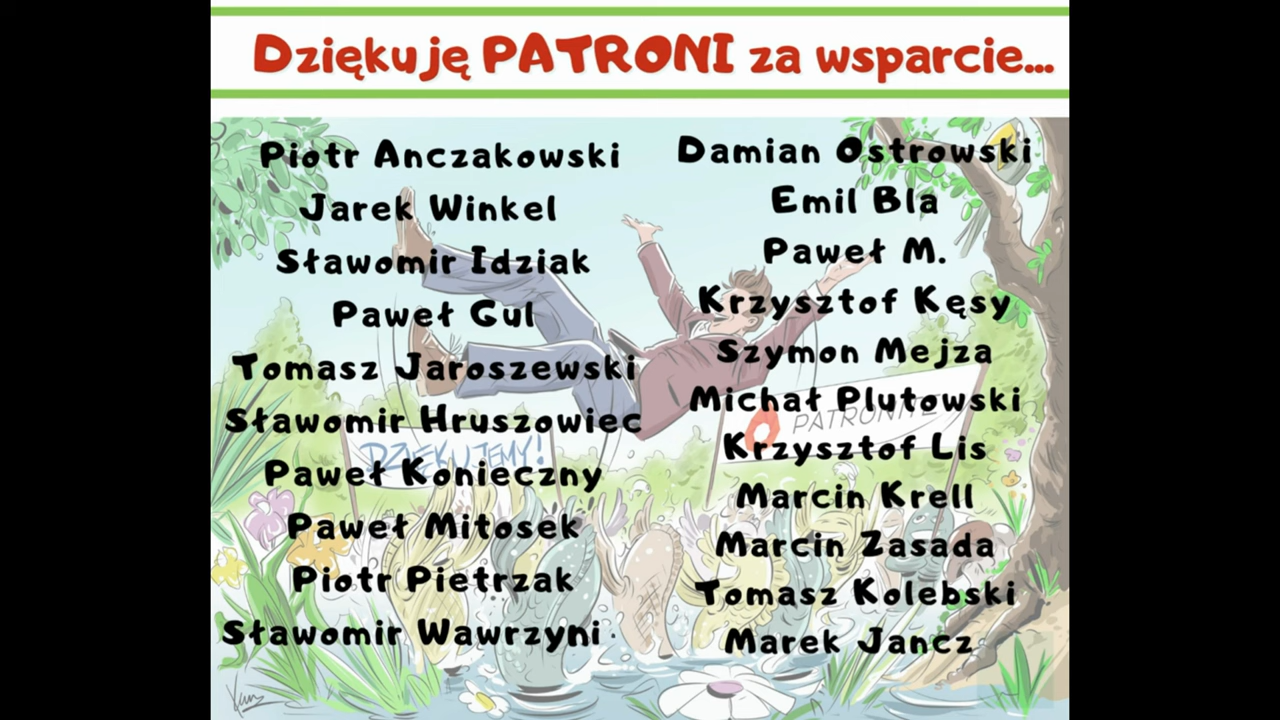 Dziękuję PATRONI za wsparcie...
Piotr Anczakowski
Jarek Winkel
Sławomir Idziak
Paweł Gul
Tomasz Jaroszewski
Sławomir Hruszowiec
Paweł Konieczny
Paweł Mitosek
Piotr Pietrzak
Sławomir Wawrzyni
Damian Ostrowski
Emil Bla
Paweł M.
Krzysztof Kęsy
Szymon Mejza
Michał Plutowski
Krzysztof Lis
Marcin Krell
Marcin Zasada
Tomasz Kolebski
Marek Jancz
DZIĘKUJEMY!